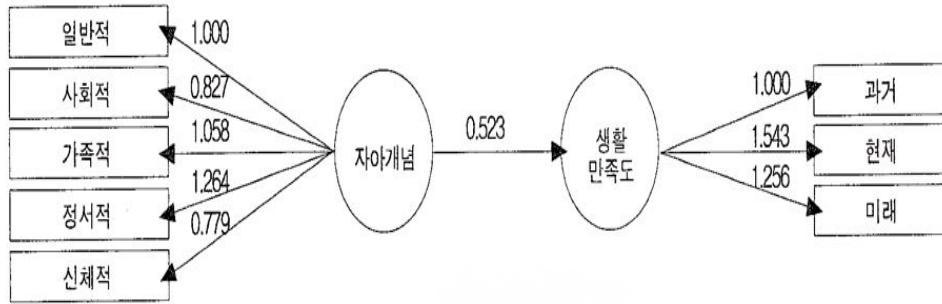 일반적
1.000
사회적
0.827
가족적
1.058
정서적
1.264
신체적
0.779
자아개념
0.523
생활
만족도
1.000
과거
1.543
현재
1.256
미래